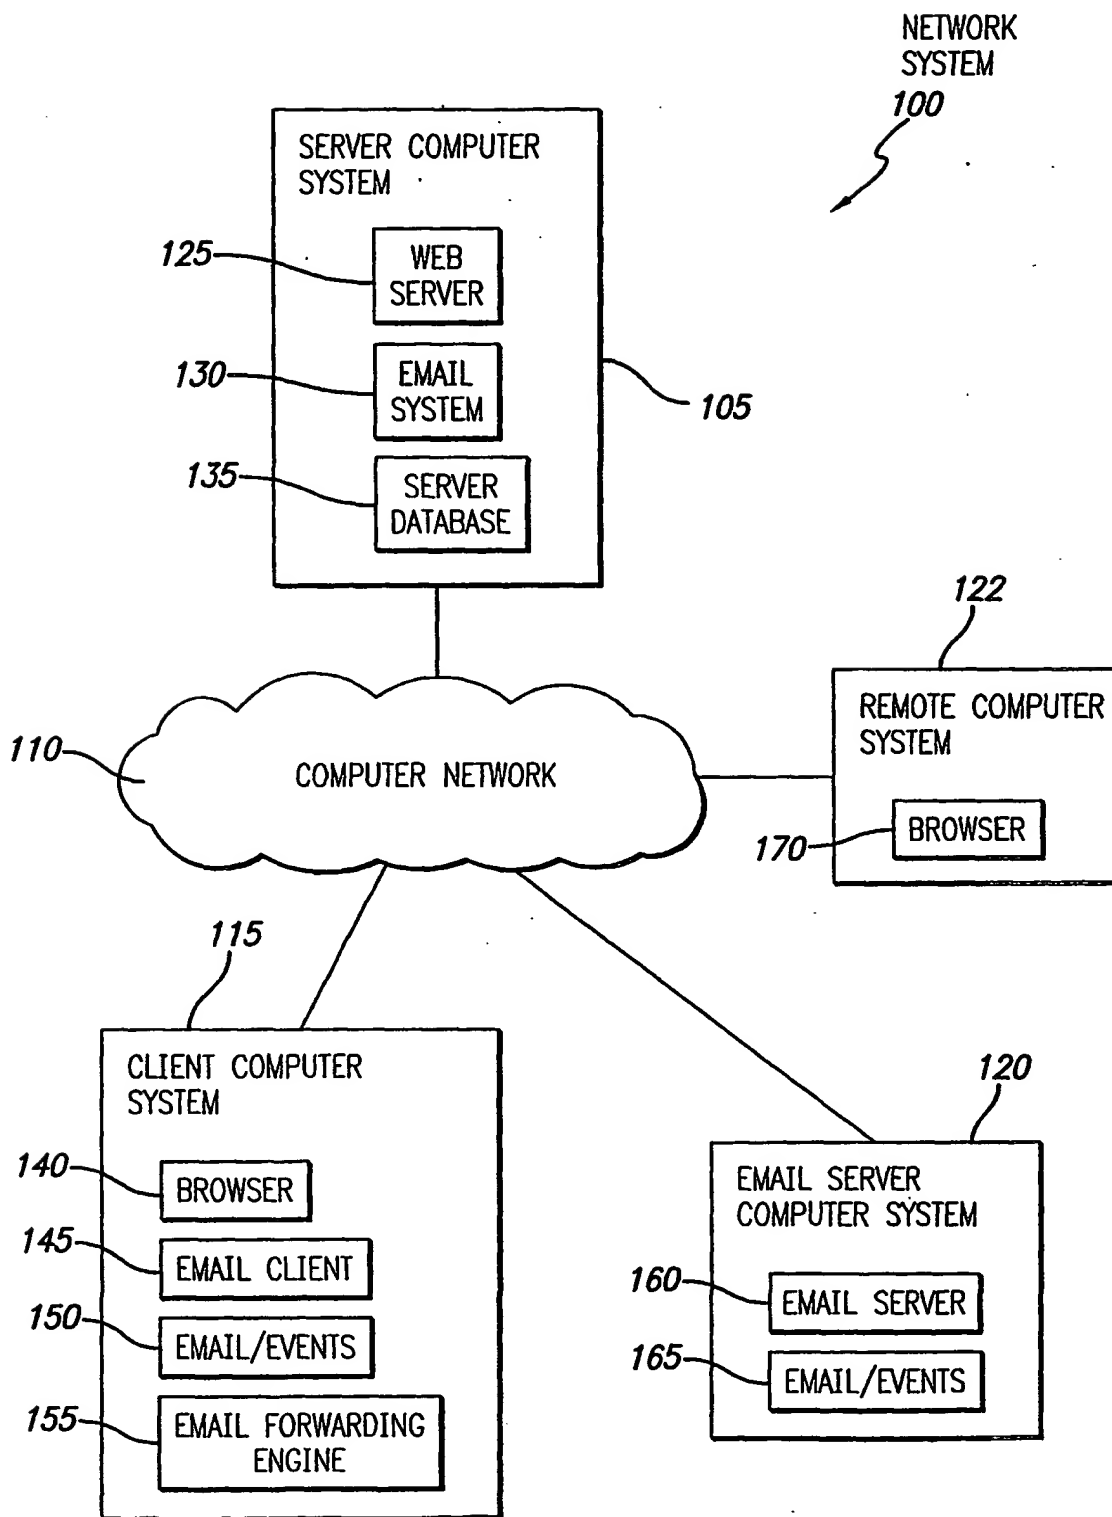 NETWORK
SYSTEM
100
SERVER COMPUTER
SYSTEM
125
WEB
SERVER
130
EMAIL
SYSTEM
105
135
SERVER
DATABASE
122
REMOTE COMPUTER
SYSTEM
110
COMPUTER NETWORK
170
BROWSER
115
CLIENT COMPUTER
SYSTEM
120
140
BROWSER
EMAIL SERVER
COMPUTER SYSTEM
145
EMAIL CLIENT
160
EMAIL SERVER
150
EMAIL/EVENTS
165
EMAIL/EVENTS
155
EMAIL FORWARDING
ENGINE